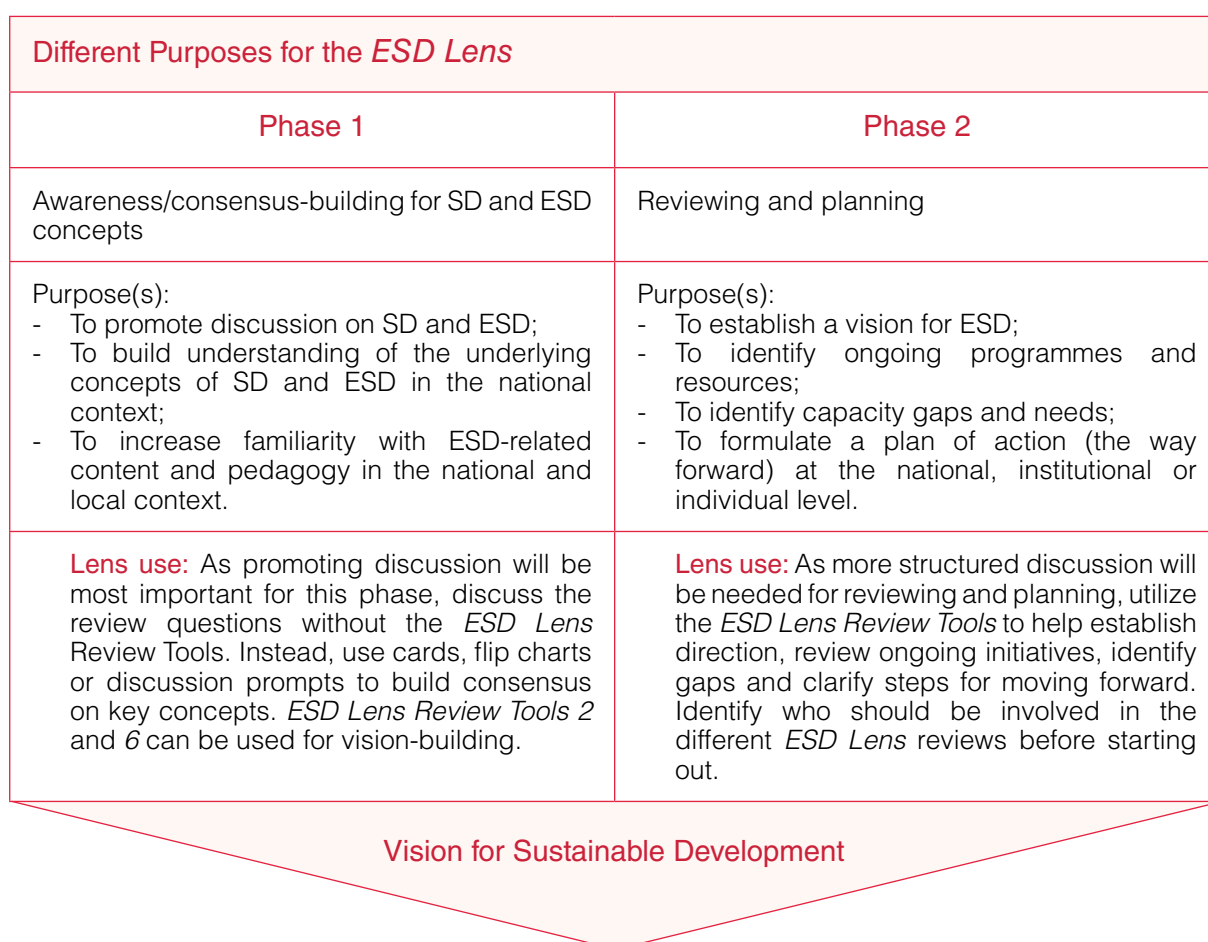 Different Purposes for the ESD Lens
Phase 1
Phase 2
Awareness/consensus-building for SD and ESD
concepts
Reviewing and planning
Purpose(s):
- To promote discussion on SD and ESD;
- To build understanding of the underlying
concepts of SD and ESD in the national
context;
- To increase familiarity with ESD-related
content and pedagogy in the national and
local context.
Purpose(s):
- To establish a vision for ESD;
- To identify ongoing programmes and
resources;
- To identify capacity gaps and needs;
- To formulate a plan of action (the way
forward) at the national, institutional or
individual level.
Lens use: As promoting discussion will be
most important for this phase, discuss the
review questions without the ESD Lens
Review Tools. Instead, use cards, flip charts
or discussion prompts to build consensus
on key concepts. ESD Lens Review Tools 2
and 6 can be used for vision-building.
Lens use: As more structured discussion will
be needed for reviewing and planning, utilize
the ESD Lens Review Tools to help establish
direction, review ongoing initiatives, identify
gaps and clarify steps for moving forward.
Identify who should be involved in the
different ESD Lens reviews before starting
out.
Vision for Sustainable Development